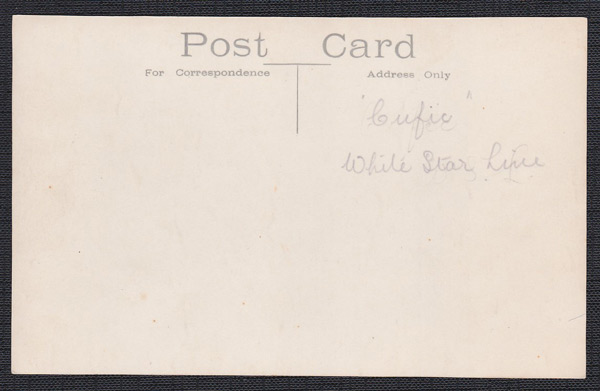 Post Card
For Correspondence
Address Only
"Cufic"
White Star Line